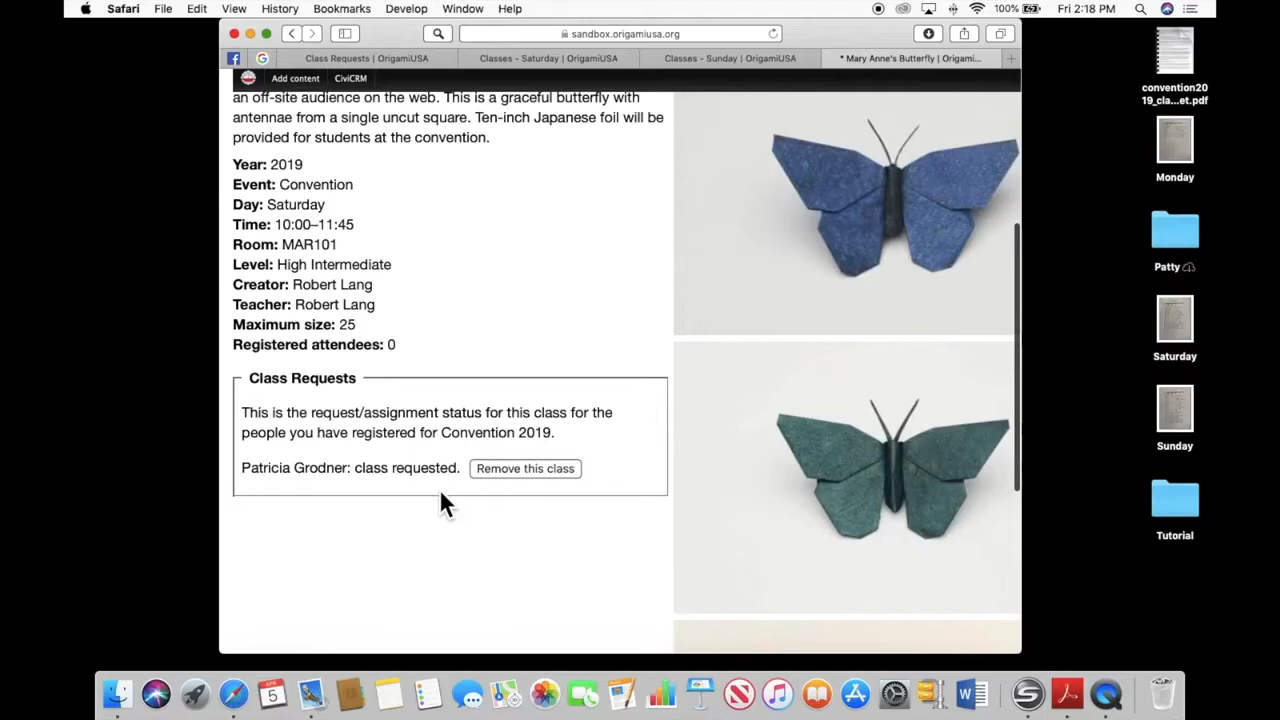 Safari File Edit View History Bookmarks Develop Window Help 100% Fri 2:18 PM
sandbox.origamiusa.org
Class Requests | OrigamiUSA Classes - Saturday | OrigamiUSA Classes - Sunday | OrigamiUSA * Mary Anne's Butterfly | Origami...
Add content CiviCRM
an off-site audience on the web. This is a graceful butterfly with
antennae from a single uncut square. Ten-inch Japanese foil will be
provided for students at the convention.
Year: 2019
Event: Convention
Day: Saturday
Time: 10:00–11:45
Room: MAR101
Level: High Intermediate
Creator: Robert Lang
Teacher: Robert Lang
Maximum size: 25
Registered attendees: 0
Class Requests
This is the request/assignment status for this class for the
people you have registered for Convention 2019.
Patricia Grodner: class requested. Remove this class
convention20
19_cla...et.pdf
Monday
Patty
Saturday
Sunday
Tutorial